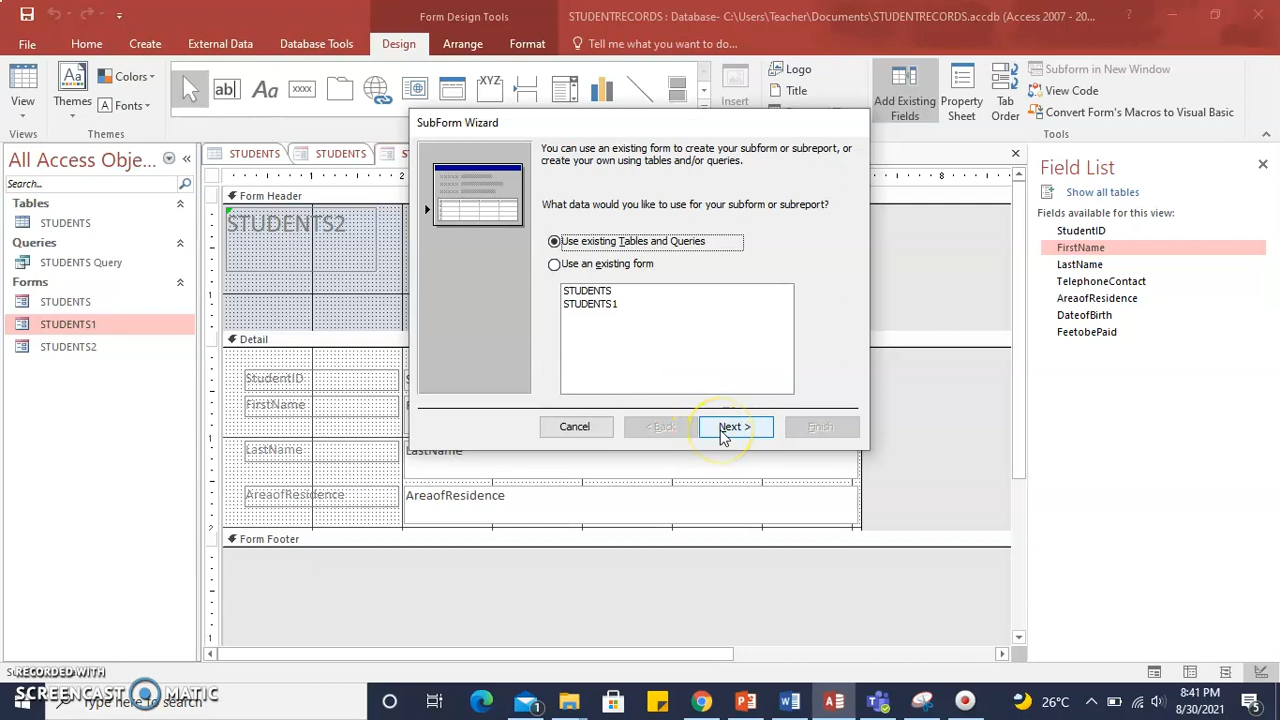 Form Design Tools
STUDENTRECORDS : Database- C:\Users\Teacher\Documents\STUDENTRECORDS.accdb (Access 2007 - 20...
File
Home
Create
External Data
Database Tools
Design
Arrange
Format
Tell me what you want to do...
View
Views
Aa
Themes
Colors
Fonts
Themes
ab|
Aa
xxxx
XYZ
Insert
Logo
Title
Add Existing Fields
Property Sheet
Tab Order
Subform in New Window
View Code
Convert Form's Macros to Visual Basic
Tools
All Access Obje...
Search...
Tables
STUDENTS
Queries
STUDENTS Query
Forms
STUDENTS
STUDENTS1
STUDENTS2
STUDENTS
STUDENTS
Form Header
STUDENTS2
Detail
StudentID
FirstName
LastName
LastName
AreaofResidence
AreaofResidence
Form Footer
SubForm Wizard
You can use an existing form to create your subform or subreport, or
create your own using tables and/or queries.
What data would you like to use for your subform or subreport?
Use existing Tables and Queries
Use an existing form
STUDENTS
STUDENTS1
Cancel
< Back
Next >
Finish
Field List
Show all tables
Fields available for this view:
StudentID
FirstName
LastName
TelephoneContact
AreaofResidence
DateofBirth
FeetobePaid
RECORDED WITH
SCREENCAST MATIC
Type here to search
26°C
8:41 PM
8/30/2021